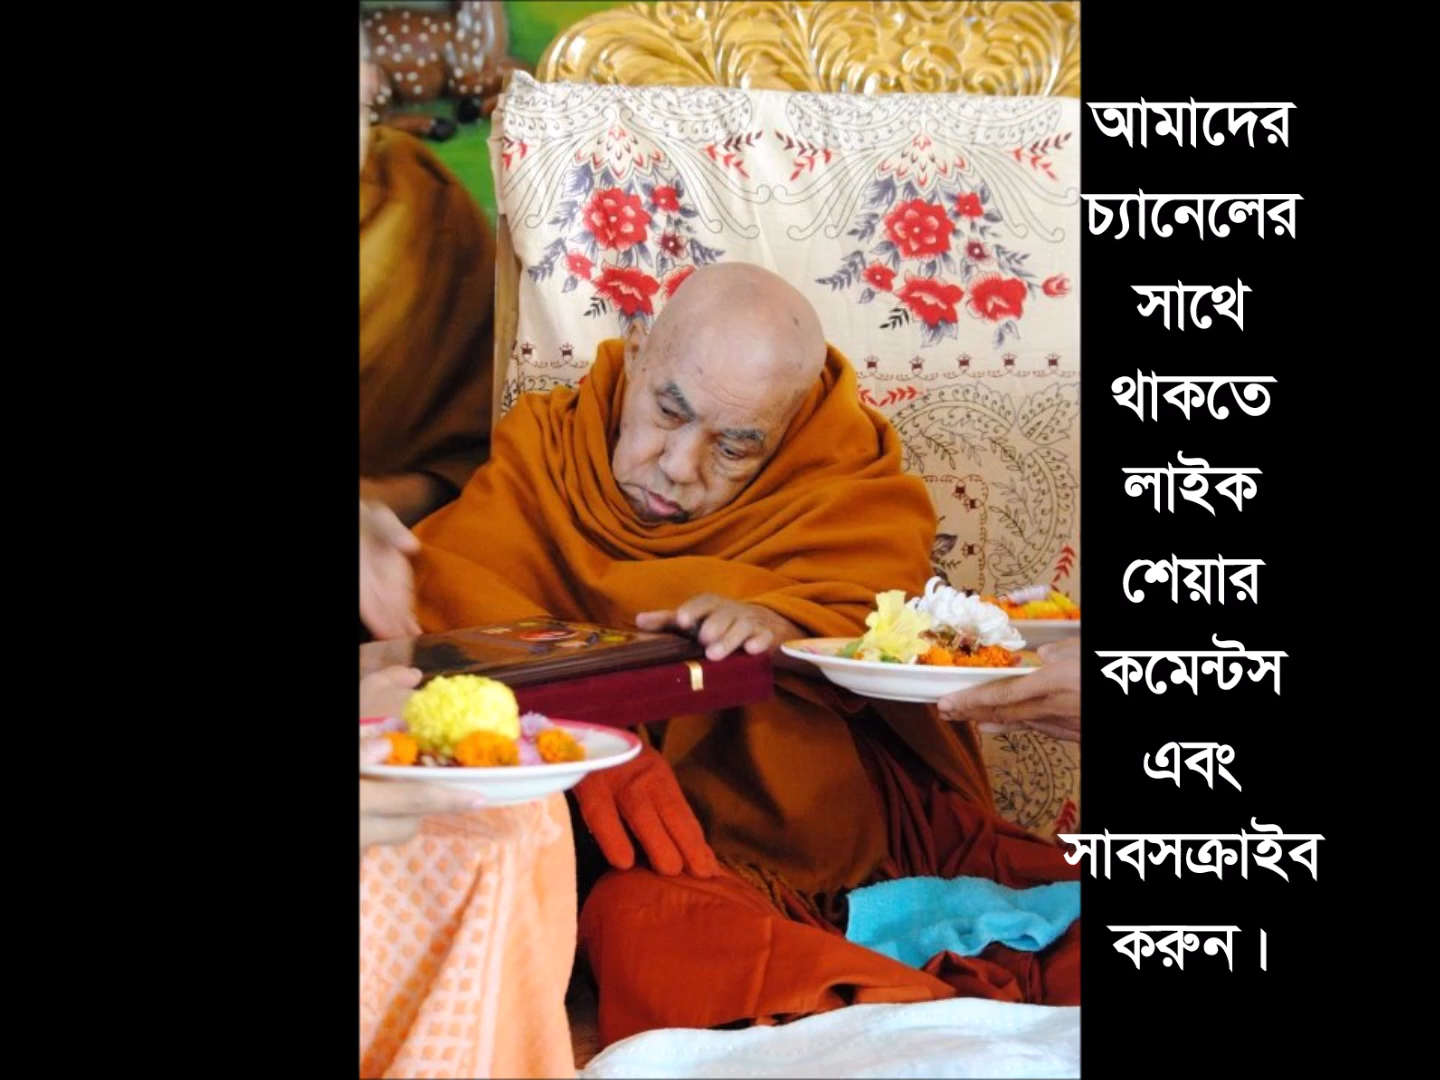 আমাদের
চ্যানেলের
সাথে
থাকতে
লাইক
শেয়ার
কমেন্টস
এবং
সাবসক্রাইব
করুন।